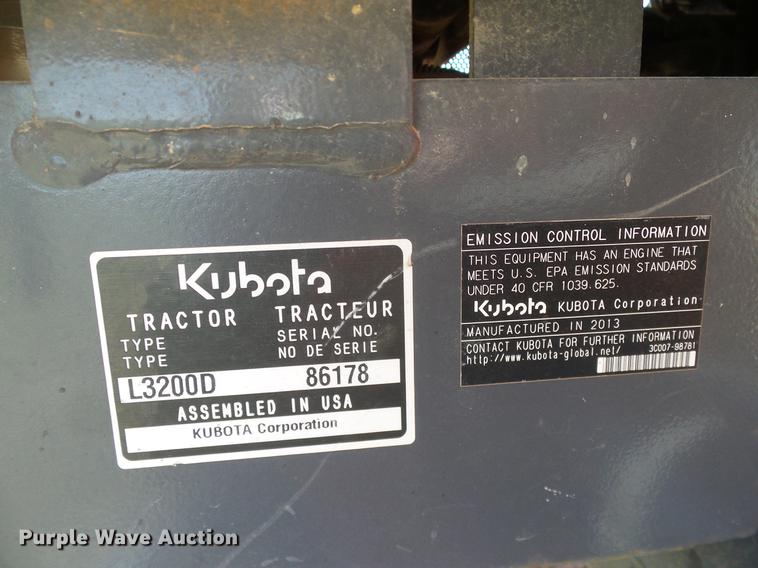 Kubota
TRACTOR TRACTEUR
TYPE SERIAL NO.
TYPE NO DE SERIE
L3200D 86178
ASSEMBLED IN USA
KUBOTA Corporation
EMISSION CONTROL INFORMATION
THIS EQUIPMENT HAS AN ENGINE THAT
MEETS U.S. EPA EMISSION STANDARDS
UNDER 40 CFR 1039.625.
Kubota KUBOTA Corporation
MANUFACTURED IN 2013
CONTACT KUBOTA FOR FURTHER INFORMATION
http://www.kubota-global.net/ 3C007-98781
Purple Wave Auction